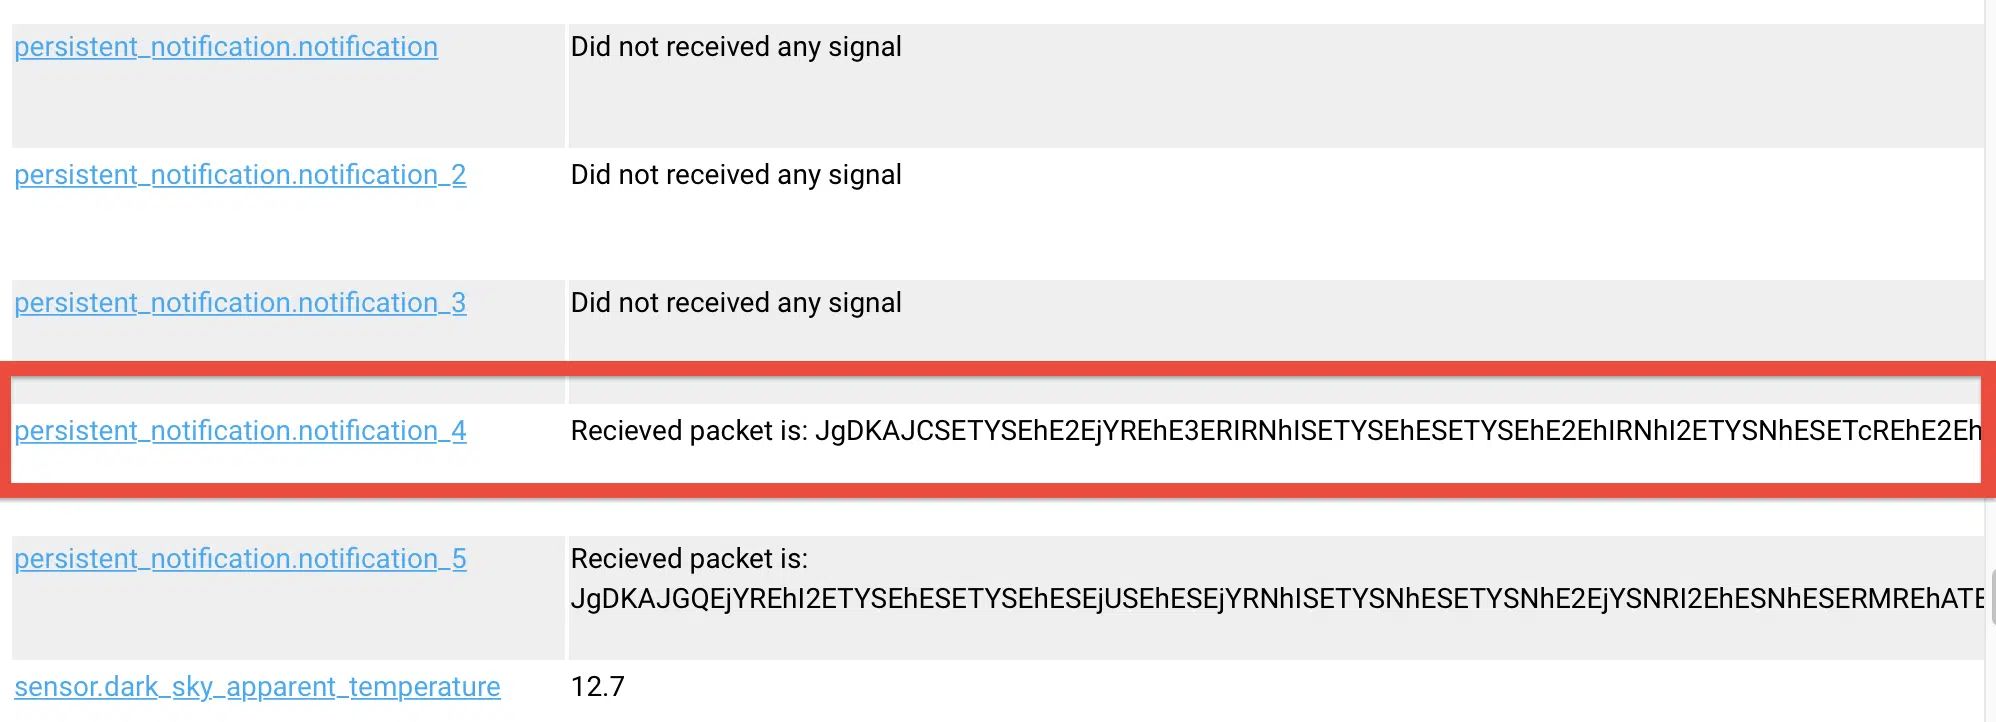 persistent_notification.notification Did not received any signal
persistent_notification.notification_2 Did not received any signal
persistent_notification.notification_3 Did not received any signal
persistent_notification.notification_4 Recieved packet is: JgDKAJCSETYSEhE2EjYREhE3ERIRNhISETYSEhESETYSEhE2EhIRNhI2ETYSNhESETcREhE2Eh
persistent_notification.notification_5 Recieved packet is:
JgDKAJGQEjYREhI2ETYSEhESETYSEhESEjUSEhESEjYRNhISETYSNhESETYSNhE2EjYSNRI2EhESNhESERMREhATE
sensor.dark_sky_apparent_temperature 12.7